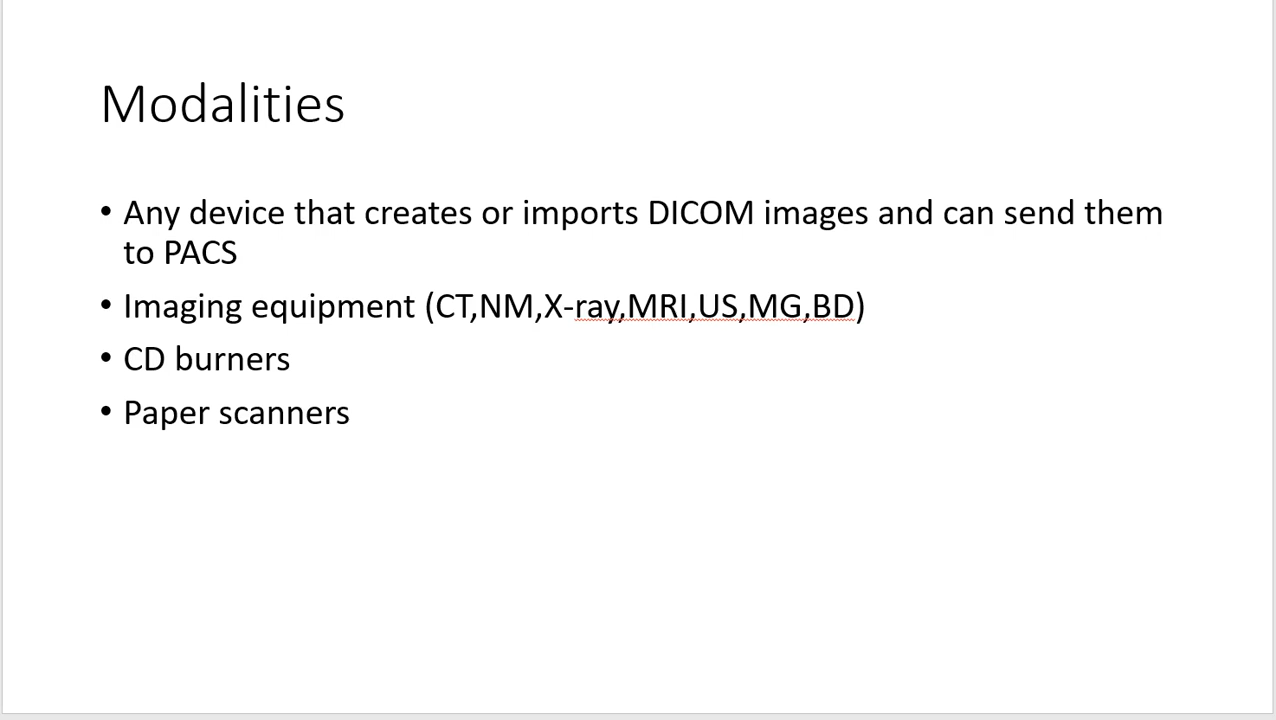 Modalities
• Any device that creates or imports DICOM images and can send them
to PACS
• Imaging equipment (CT,NM,X-ray,MRI,US,MG,BD)
• CD burners
• Paper scanners